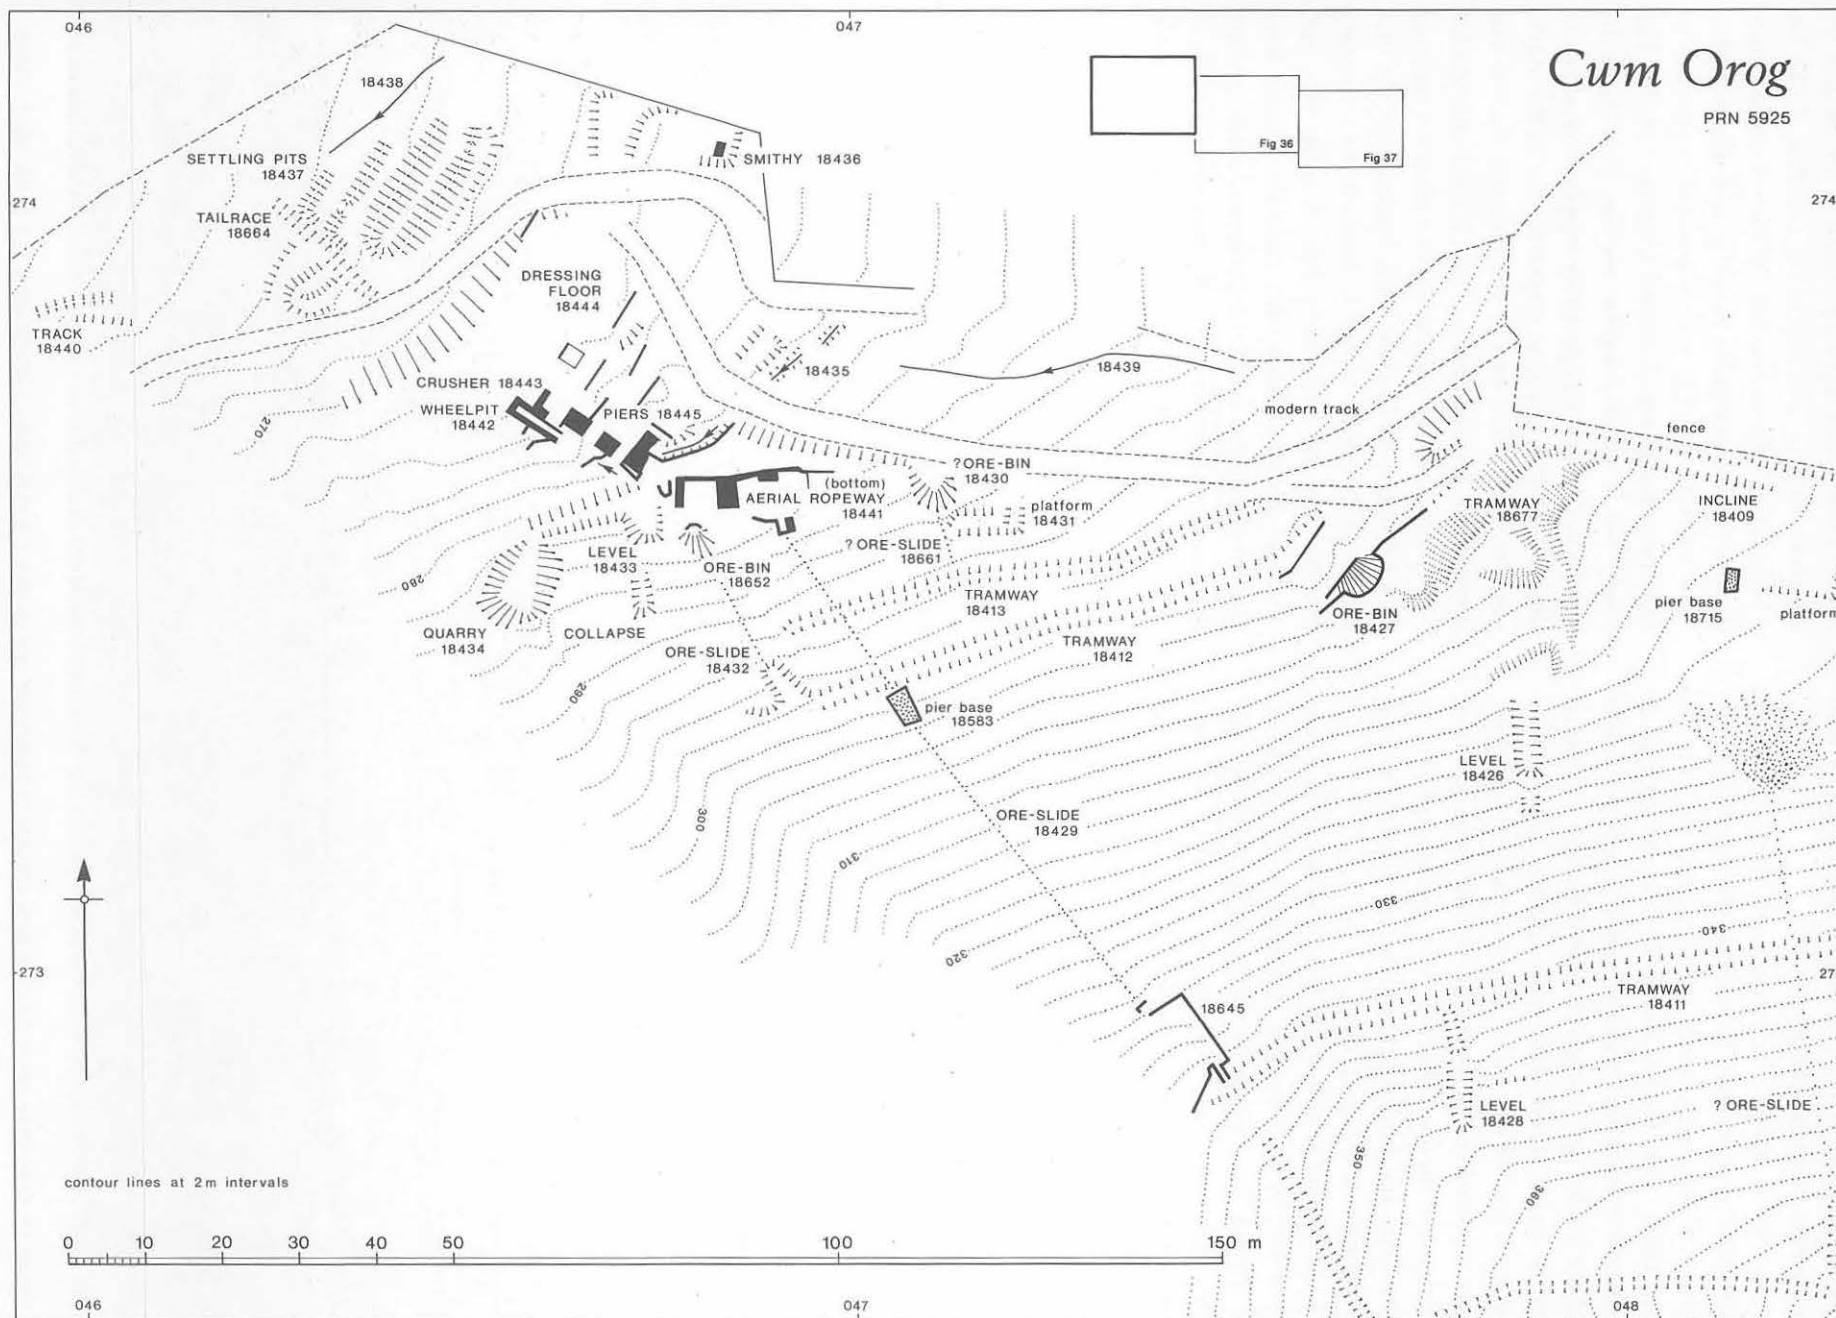 046
047
Cwm Orog
PRN 5925
Fig 36
Fig 37
18438
SETTLING PITS
18437
SMITHY 18436
274
274
TAILRACE
18664
DRESSING
FLOOR
18444
TRACK
18440
18435
18439
CRUSHER 18443
WHEELPIT
18442
PIERS 18445
modern track
fence
270
? ORE-BIN
18430
(bottom)
AERIAL ROPEWAY
18441
platform
18431
TRAMWAY
18677
INCLINE
18409
? ORE-SLIDE
18661
LEVEL
18433
ORE-BIN
18652
280
TRAMWAY
18413
ORE-BIN
18427
pier base
18715
platform
QUARRY
18434
COLLAPSE
ORE-SLIDE
18432
TRAMWAY
18412
290
pier base
18583
LEVEL
18426
300
ORE-SLIDE
18429
310
330
340
320
273
27
TRAMWAY
18411
18645
LEVEL
18428
? ORE-SLIDE
350
360
contour lines at 2m intervals
0 10 20 30 40 50 100 150 m
046
047
048